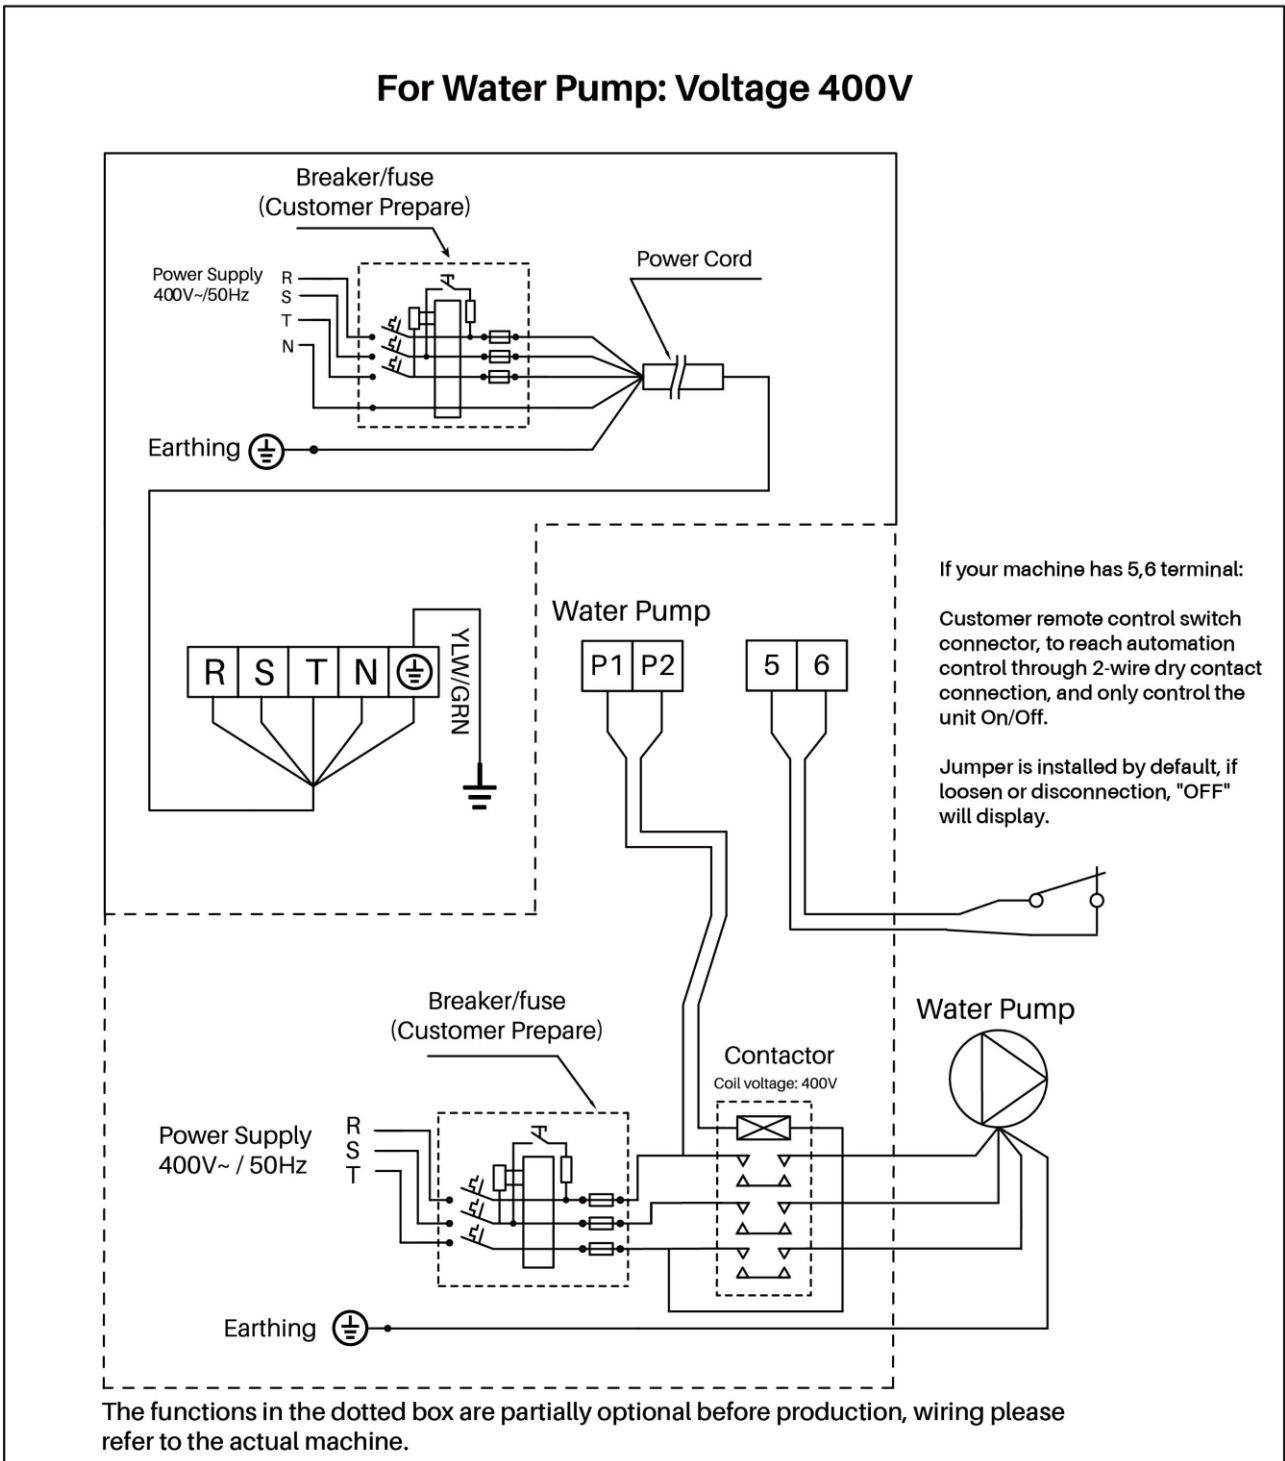 For Water Pump: Voltage 400V
Breaker/fuse
(Customer Prepare)
Power Cord
Power Supply
400V~/50Hz
R
S
T
N
Earthing
R S T N
YLW/GRN
Water Pump
P1 P2
5 6
If your machine has 5,6 terminal:
Customer remote control switch
connector, to reach automation
control through 2-wire dry contact
connection, and only control the
unit On/Off.
Jumper is installed by default, if
loosen or disconnection, "OFF"
will display.
Breaker/fuse
(Customer Prepare)
Contactor
Coil voltage: 400V
Water Pump
Power Supply
400V~ / 50Hz
R
S
T
Earthing
The functions in the dotted box are partially optional before production, wiring please
refer to the actual machine.